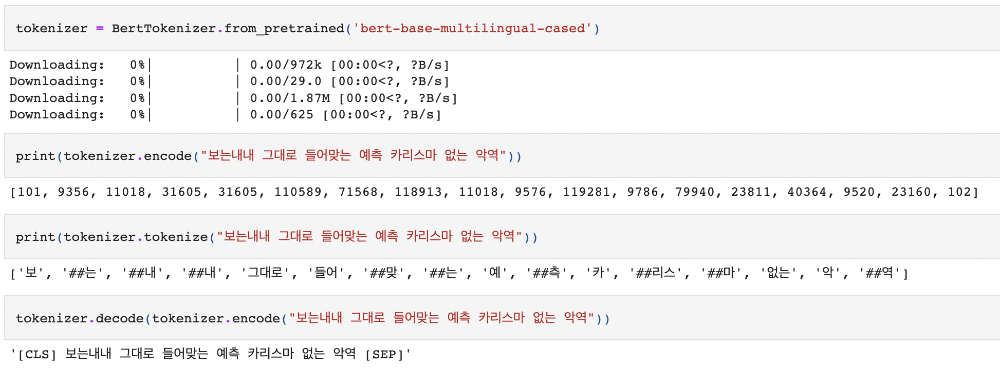 tokenizer = BertTokenizer.from_pretrained('bert-base-multilingual-cased')
Downloading:   0%|          | 0.00/972k [00:00<?, ?B/s]
Downloading:   0%|          | 0.00/29.0 [00:00<?, ?B/s]
Downloading:   0%|          | 0.00/1.87M [00:00<?, ?B/s]
Downloading:   0%|          | 0.00/625 [00:00<?, ?B/s]
print(tokenizer.encode("보는내내 그대로 들어맞는 예측 카리스마 없는 악역"))
[101, 9356, 11018, 31605, 31605, 110589, 71568, 118913, 11018, 9576, 119281, 9786, 79940, 23811, 40364, 9520, 23160, 102]
print(tokenizer.tokenize("보는내내 그대로 들어맞는 예측 카리스마 없는 악역"))
['보', '##는', '##내', '##내', '그대로', '들어', '##맞', '##는', '예', '##측', '카', '##리스', '##마', '없는', '악', '##역']
tokenizer.decode(tokenizer.encode("보는내내 그대로 들어맞는 예측 카리스마 없는 악역"))
'[CLS] 보는내내 그대로 들어맞는 예측 카리스마 없는 악역 [SEP]'